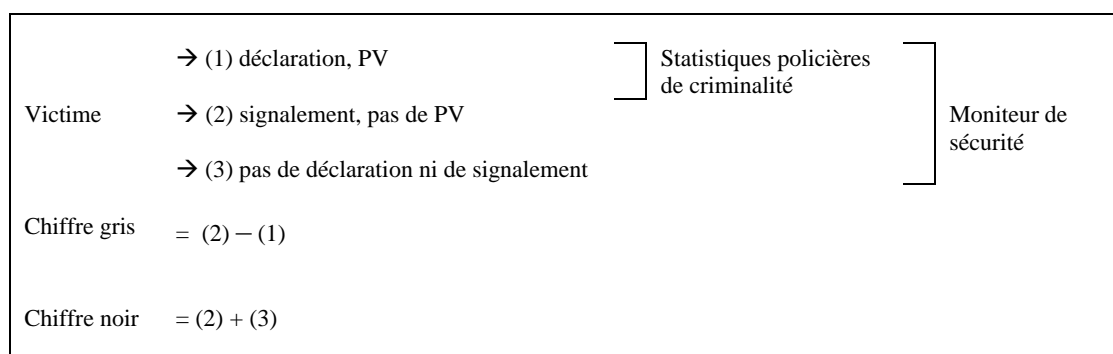 → (1) déclaration, PV
Statistiques policières
de criminalité
Victime
→ (2) signalement, pas de PV
Moniteur de
sécurité
→ (3) pas de déclaration ni de signalement
Chiffre gris = (2) — (1)
Chiffre noir = (2) + (3)